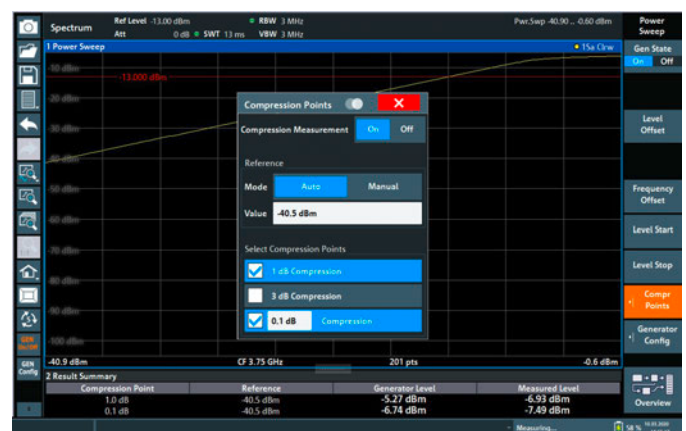 Spectrum
Ref Level -13.00 dBm
RBW 3 MHz
Pwr.Swp -40.90 .. -0.60 dBm
Att 0 dB SWT 13 ms VBW 3 MHz
Power Sweep
1 Power Sweep
1Sa Clrw
Gen State
On Off
-10 dBm
-13.000 dBm
-20 dBm
-30 dBm
-40 dBm
-50 dBm
-60 dBm
-70 dBm
-80 dBm
-90 dBm
-100 dBm
Compression Points
Compression Measurement On Off
Reference
Mode Auto Manual
Value -40.5 dBm
Select Compression Points
1 dB Compression
3 dB Compression
0.1 dB Compression
Level Offset
Frequency Offset
Level Start
Level Stop
Compr Points
Generator Config
Overview
GEN
GEN Config
-40.9 dBm CF 3.75 GHz 201 pts -0.6 dBm
2 Result Summary
Compression Point Reference Generator Level Measured Level
1.0 dB -40.5 dBm -5.27 dBm -6.93 dBm
0.1 dB -40.5 dBm -6.74 dBm -7.49 dBm
Measuring...
58 %